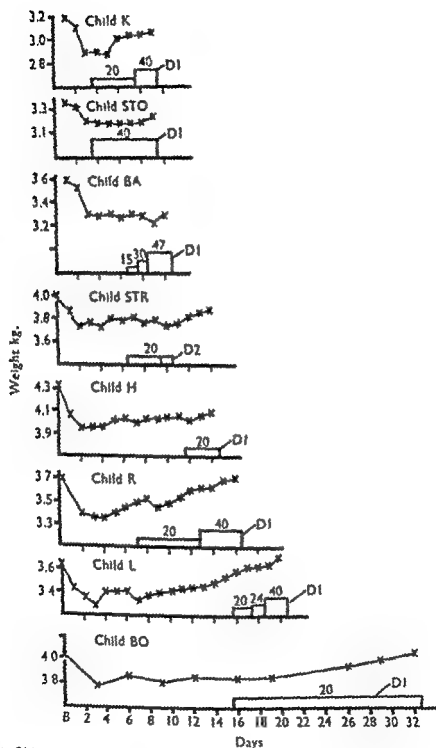 Child K
3.2
3.0
2.8
20
40
D1
Child STO
3.3
3.1
40
D1
Child BA
3.6
3.4
3.2
15
30
47
D1
Child STR
4.0
3.8
3.6
20
D2
Child H
4.3
4.1
3.9
20
D1
Child R
3.7
3.5
3.3
20
40
D1
Child L
3.6
3.4
20
24
40
D1
Child BO
4.0
3.8
20
D1
B 2 4 6 8 10 12 14 16 18 20 22 24 26 28 30 32
Days
Weight kg.